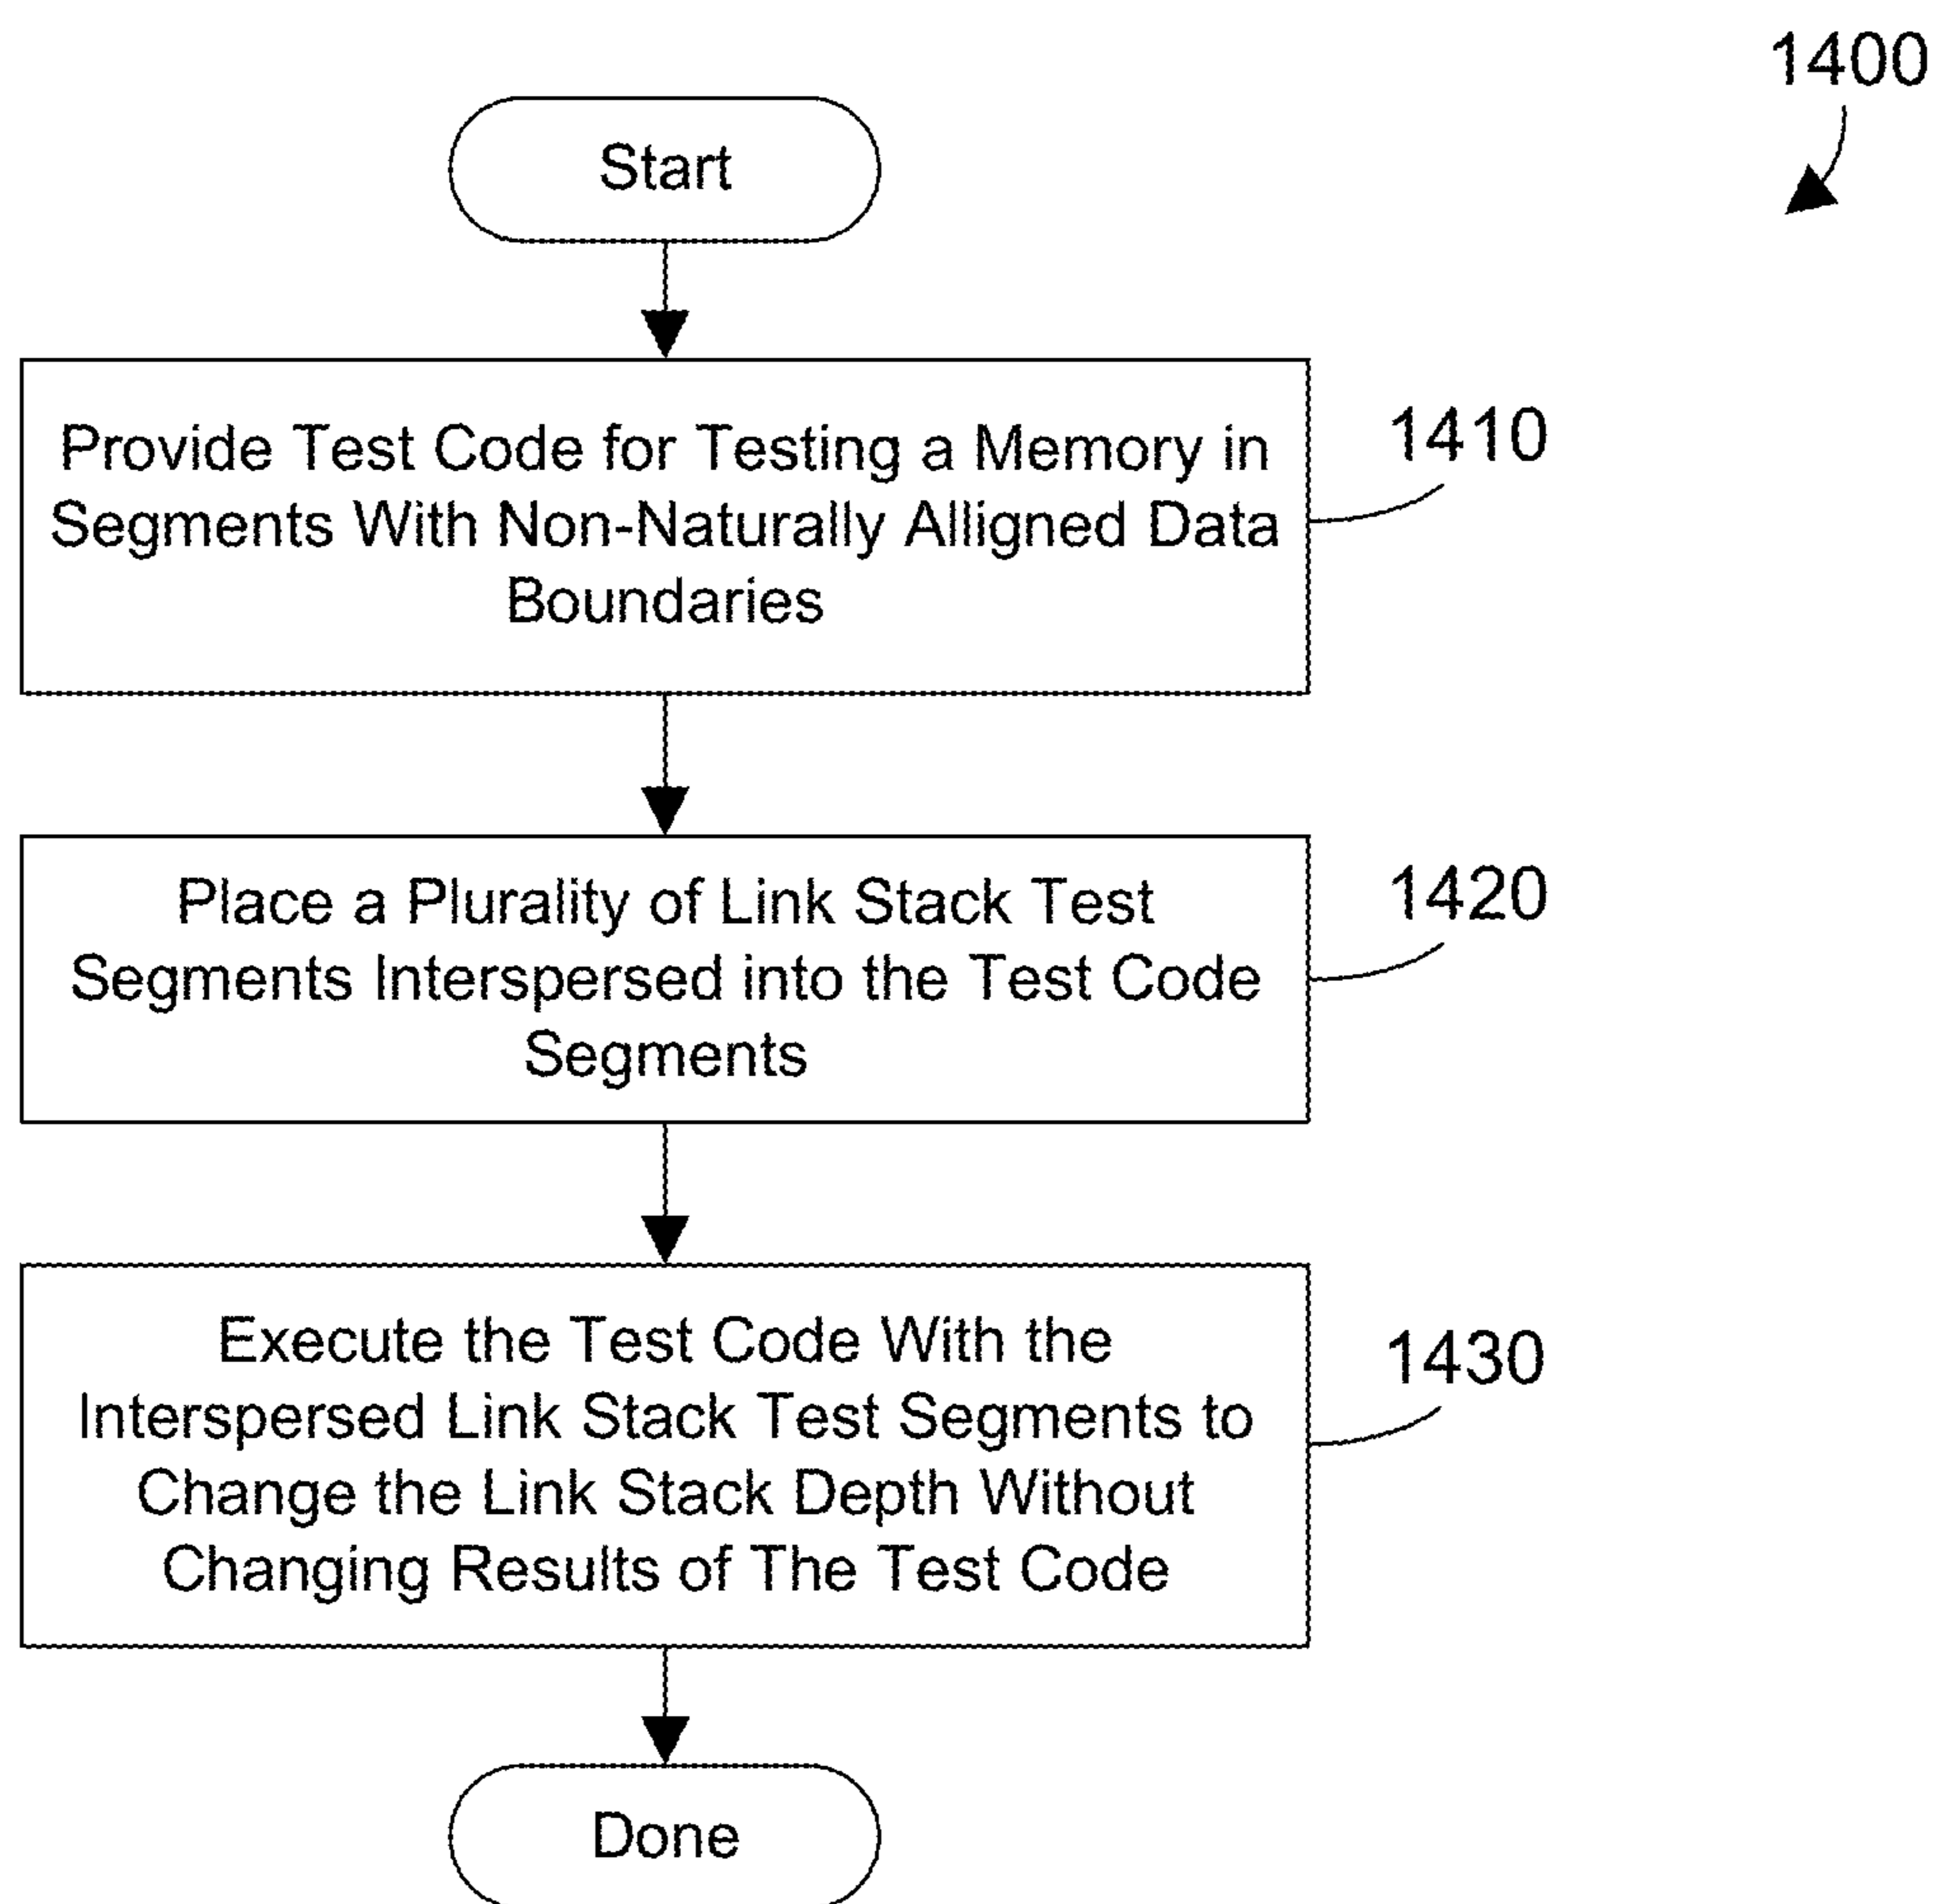 1400
Start
Provide Test Code for Testing a Memory in
Segments With Non-Naturally Alligned Data
Boundaries
1410
Place a Plurality of Link Stack Test
Segments Interspersed into the Test Code
Segments
1420
Execute the Test Code With the
Interspersed Link Stack Test Segments to
Change the Link Stack Depth Without
Changing Results of The Test Code
1430
Done